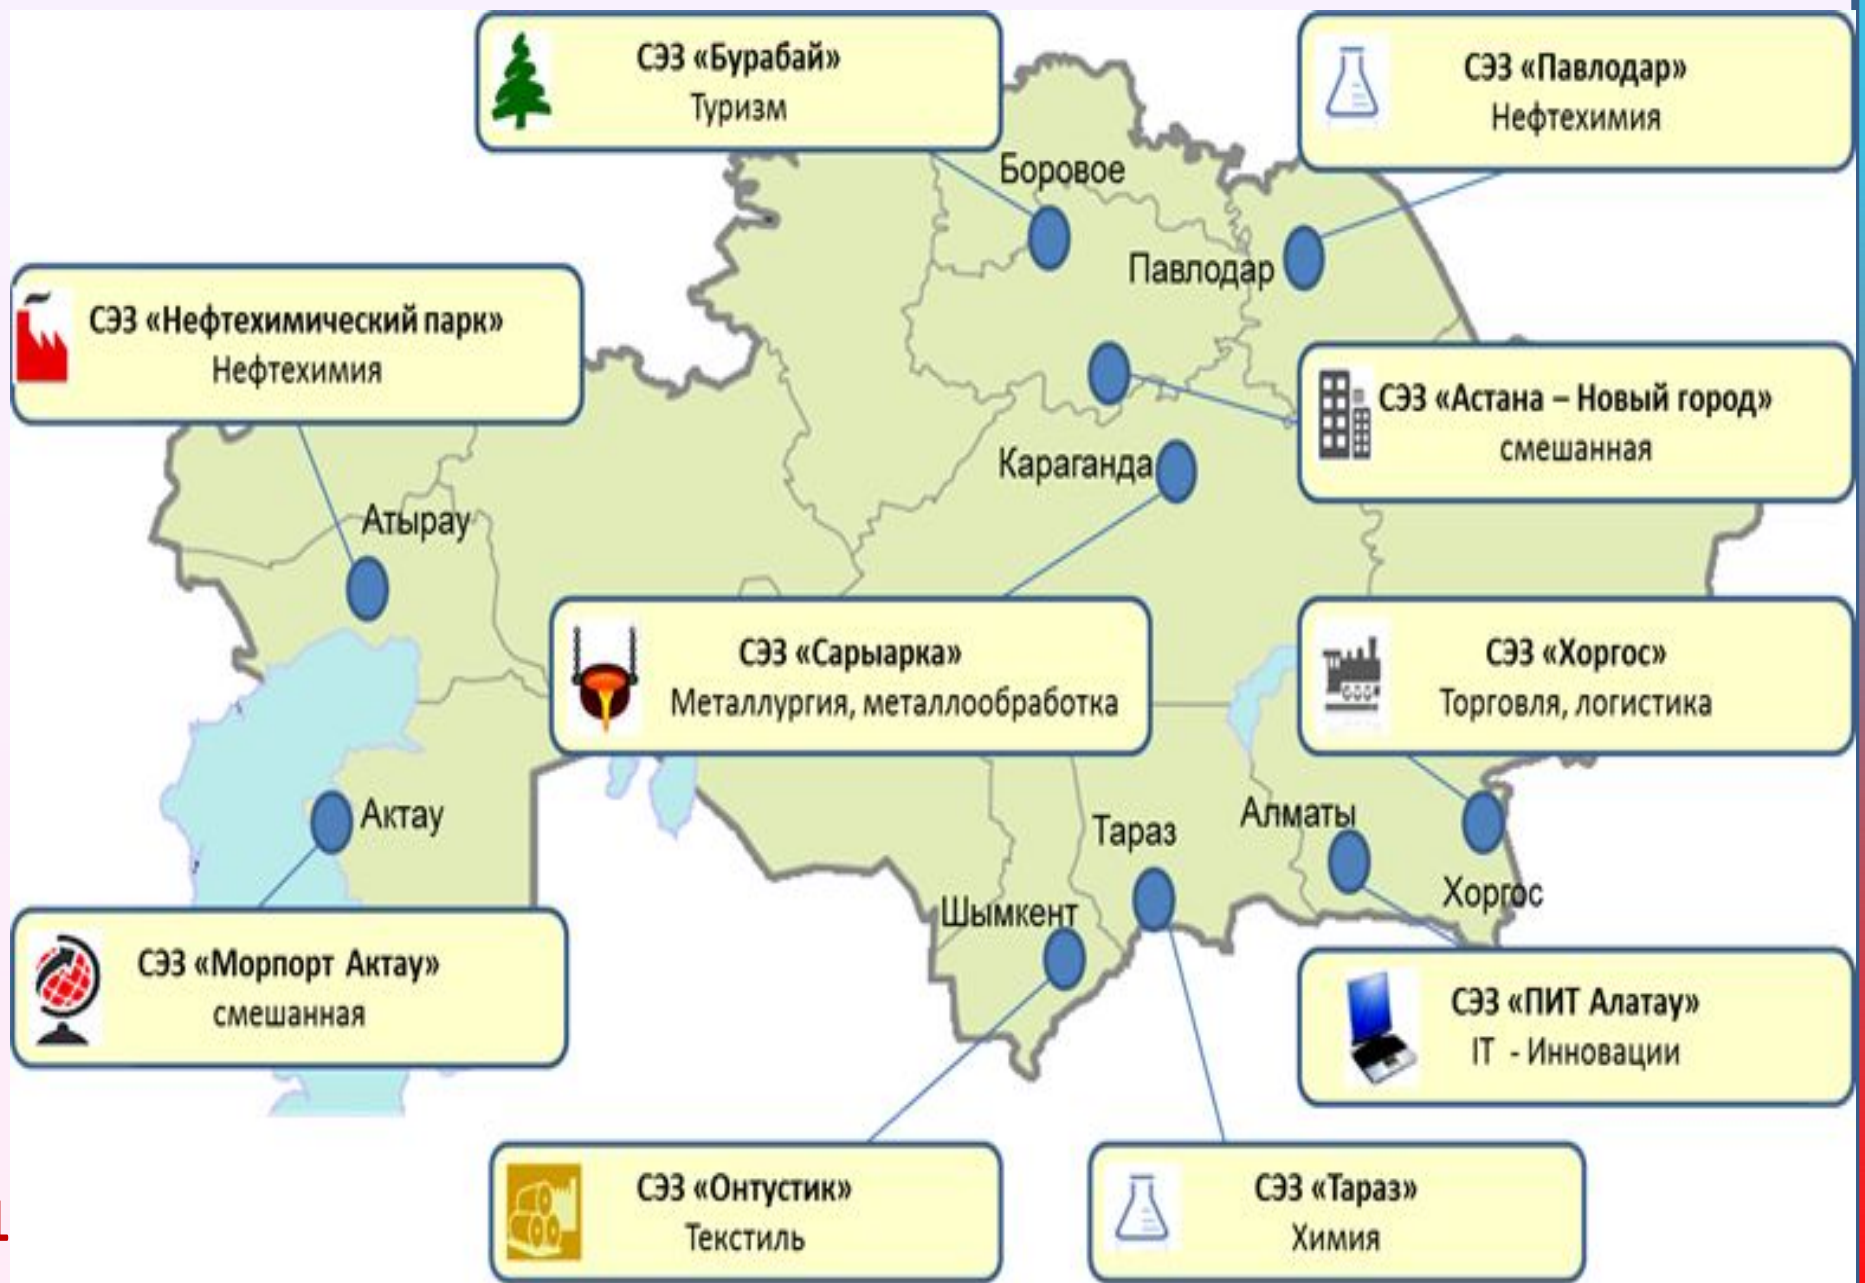 СЭЗ «Бурабай»
Туризм
СЭЗ «Павлодар»
Нефтехимия
Боровое
Павлодар
СЭЗ «Нефтехимический парк»
Нефтехимия
СЭЗ «Астана – Новый город»
смешанная
Караганда
Атырау
СЭЗ «Сарыарка»
Металлургия, металлообработка
СЭЗ «Хоргос»
Торговля, логистика
Актау
Тараз
Алматы
Хоргос
Шымкент
СЭЗ «Морпорт Актау»
смешанная
СЭЗ «ПИТ Алатау»
IT - Инновации
СЭЗ «Онтустик»
Текстиль
СЭЗ «Тараз»
Химия